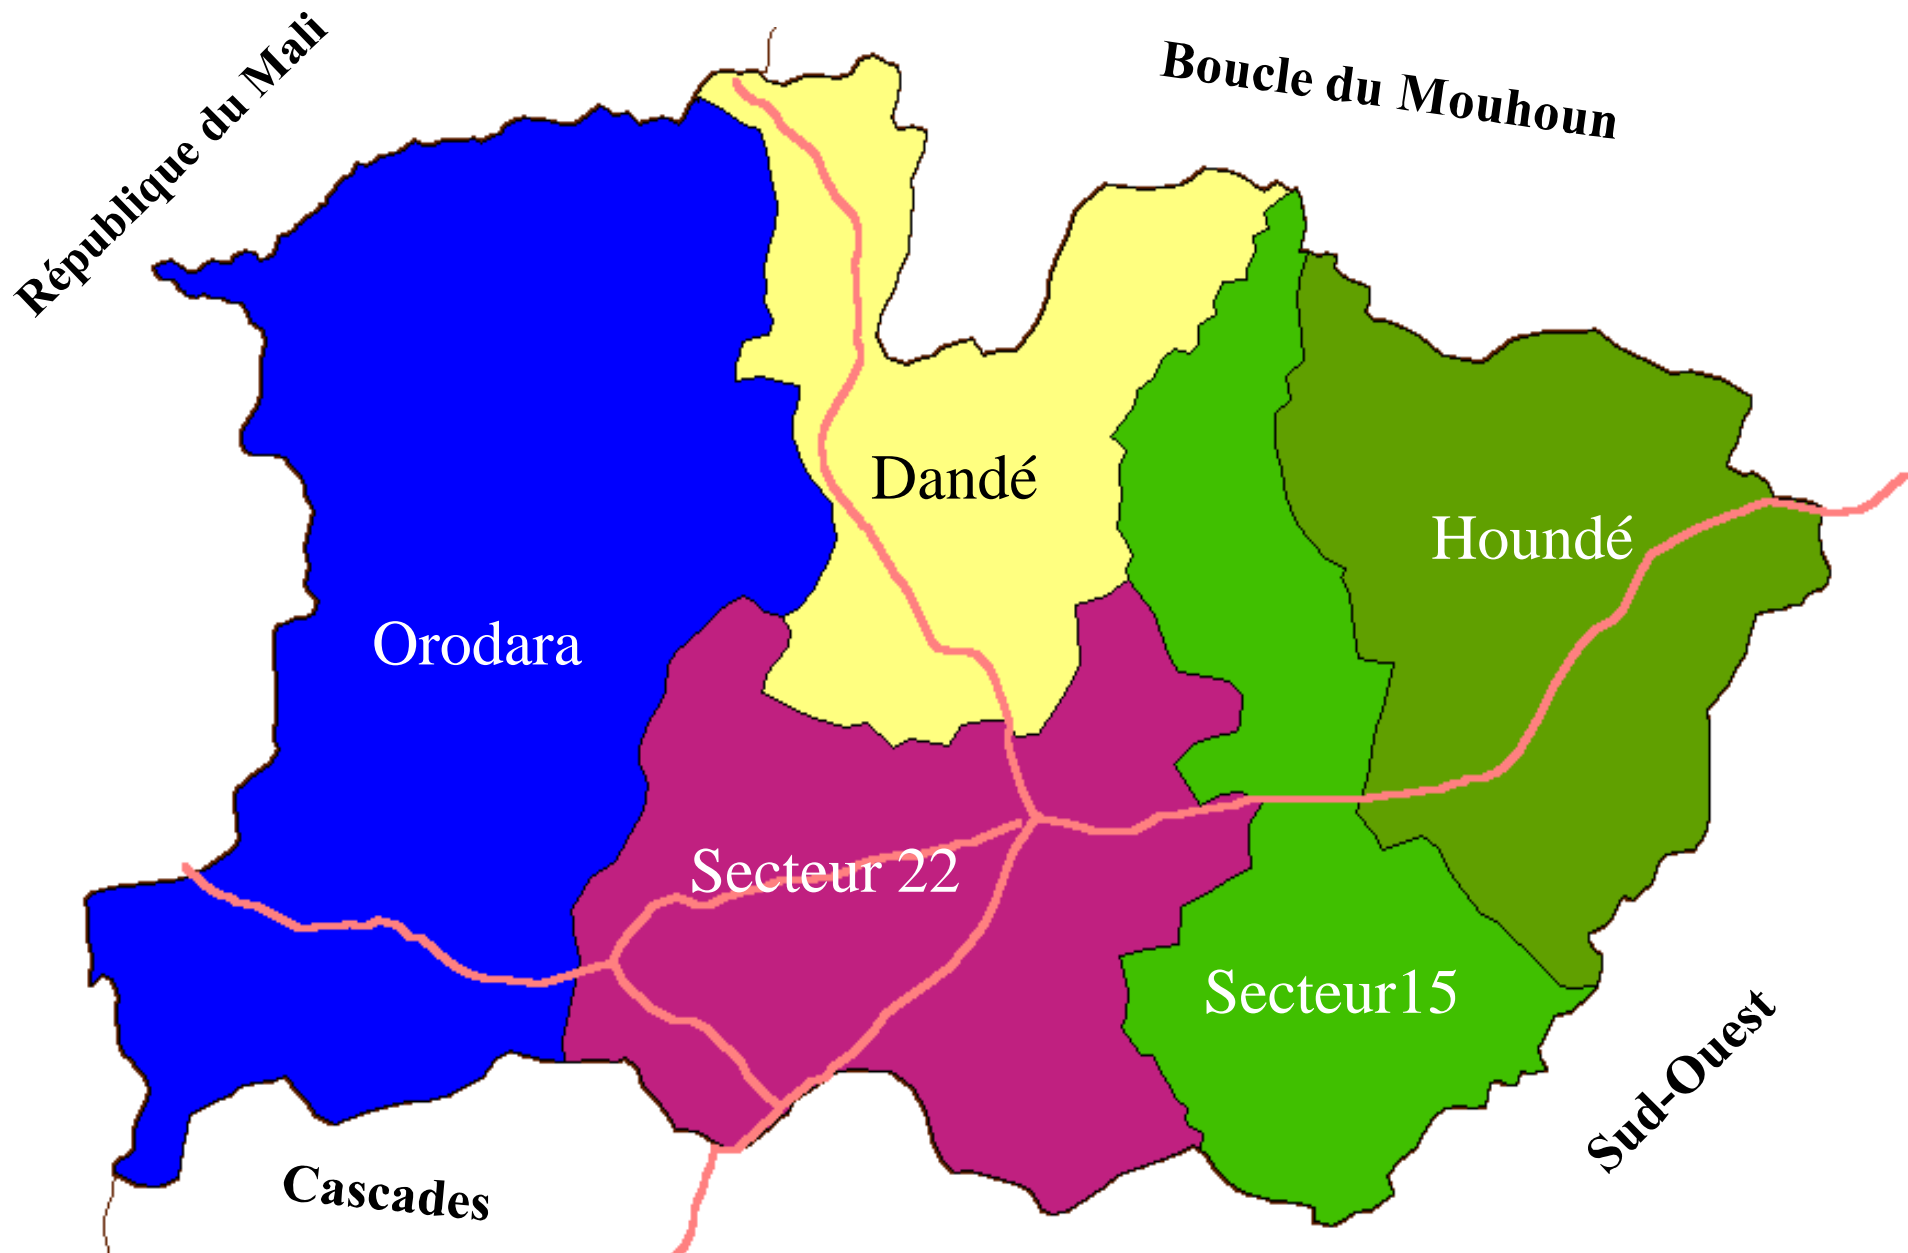 République du Mali
Boucle du Mouhoun
Dandé
Houndé
Orodara
Secteur 22
Secteur15
Sud-Ouest
Cascades